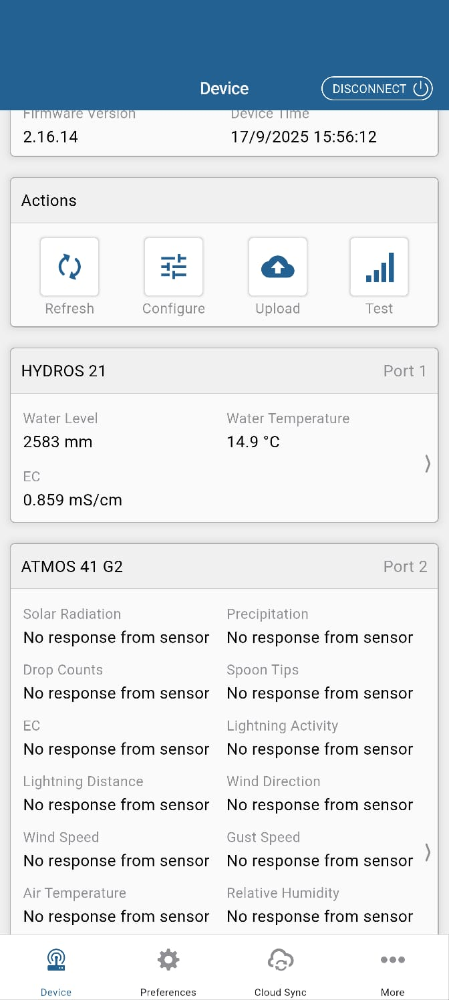 Device
DISCONNECT
Firmware Version Device Time
2.16.14 17/9/2025 15:56:12
Actions
Refresh Configure Upload Test
HYDROS 21 Port 1
Water Level Water Temperature
2583 mm 14.9 °C
EC
0.859 mS/cm
ATMOS 41 G2 Port 2
Solar Radiation Precipitation
No response from sensor No response from sensor
Drop Counts Spoon Tips
No response from sensor No response from sensor
EC Lightning Activity
No response from sensor No response from sensor
Lightning Distance Wind Direction
No response from sensor No response from sensor
Wind Speed Gust Speed
No response from sensor No response from sensor
Air Temperature Relative Humidity
No response from sensor No response from sensor
Device Preferences Cloud Sync More